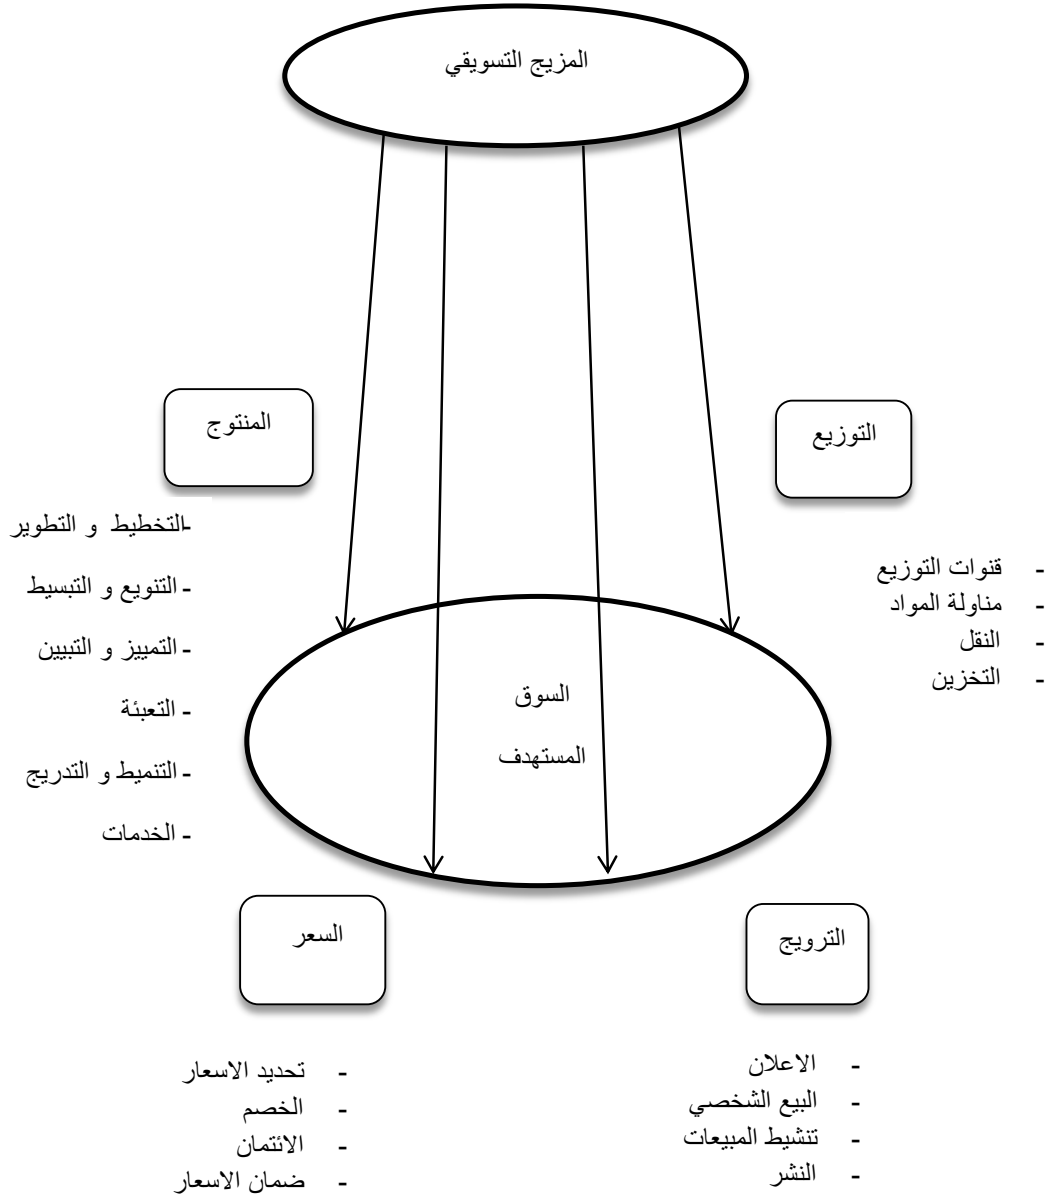 المزيج التسويقي
التوزيع
- قنوات التوزيع
- مناولة المواد
- النقل
- التخزين
المنتوج
-التخطيط و التطوير
- التنويع و التبسيط
- التمييز و التبيين
- التعبئة
- التنميط و التدريج
- الخدمات
السوق
المستهدف
الترويج
- الاعلان
- البيع الشخصي
- تنشيط المبيعات
- النشر
السعر
- تحديد الاسعار
- الخصم
- الائتمان
- ضمان الاسعار